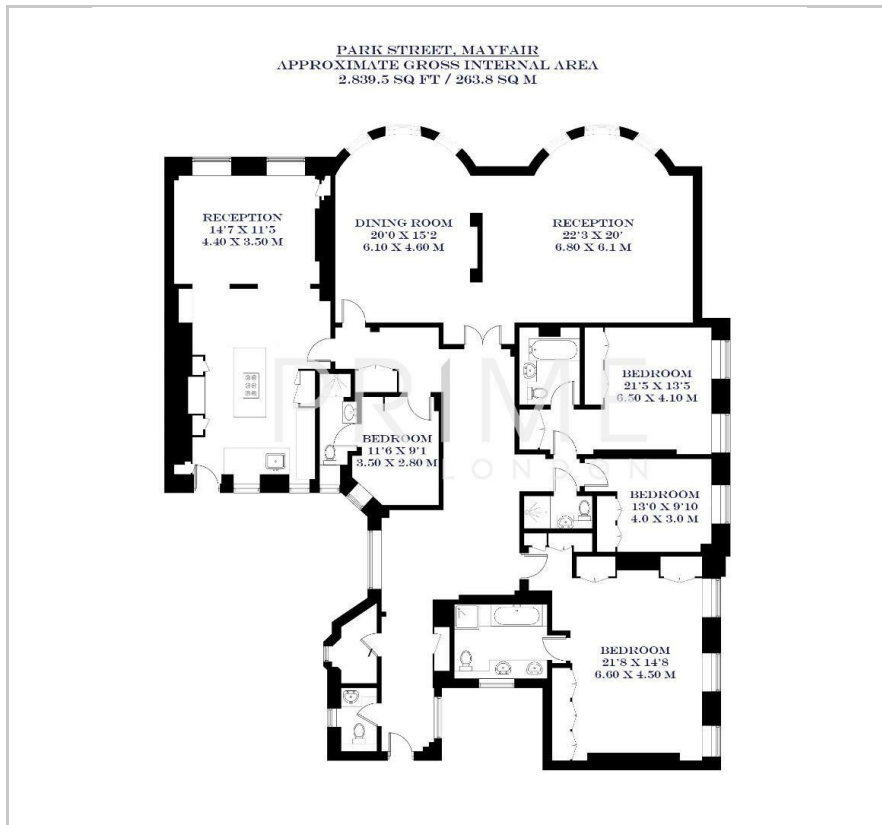 PARK STREET, MAYFAIR
APPROXIMATE GROSS INTERNAL AREA
2.839.5 SQ FT / 263.8 SQ M
RECEPTION
14'7 X 11'5
4.40 X 3.50 M
DINING ROOM
20'0 X 15'2
6.10 X 4.60 M
RECEPTION
22'3 X 20'
6.80 X 6.1 M
BEDROOM
21'5 X 13'5
6.50 X 4.10 M
PRIME
LONDON
BEDROOM
11'6 X 9'1
3.50 X 2.80 M
BEDROOM
13'0 X 9'10
4.0 X 3.0 M
BEDROOM
21'8 X 14'8
6.60 X 4.50 M